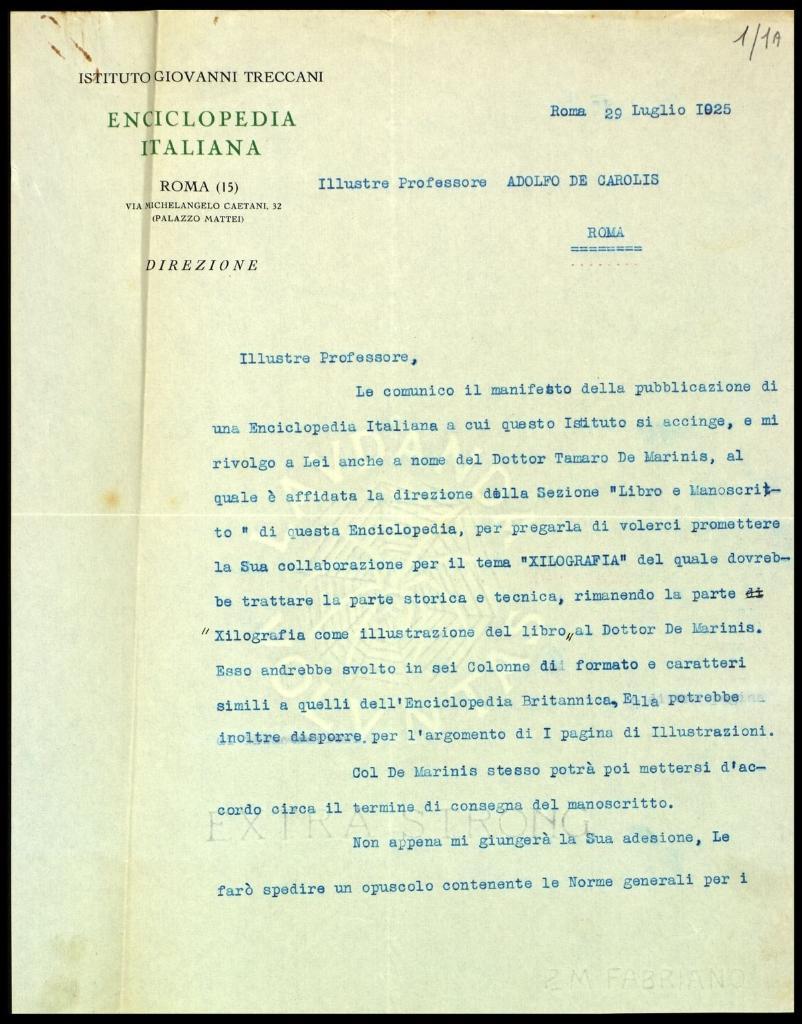 1/1A
ISTITUTO GIOVANNI TRECCANI
ENCICLOPEDIA
ITALIANA
ROMA (15)
VIA MICHELANGELO CAETANI, 32
(PALAZZO MATTEI)
DIREZIONE
Roma 29 Luglio I925
Illustre Professore ADOLFO DE CAROLIS
ROMA
========
Illustre Professore,
Le comunico il manifesto della pubblicazione di
una Enciclopedia Italiana a cui questo Istituto si accinge, e mi
rivolgo a Lei anche a nome del Dottor Tamaro De Marinis, al
quale è affidata la direzione della Sezione "Libro e Manoscrit-
to " di questa Enciclopedia, per pregarla di volerci promettere
la Sua collaborazione per il tema "XILOGRAFIA" del quale dovreb-
be trattare la parte storica e tecnica, rimanendo la parte di
"Xilografia come illustrazione del libro" al Dottor De Marinis.
Esso andrebbe svolto in sei Colonne di formato e caratteri
simili a quelli dell'Enciclopedia Britannica, Ella potrebbe
inoltre disporre per l'argomento di I pagina di Illustrazioni.
Col De Marinis stesso potrà poi mettersi d'ac-
cordo circa il termine di consegna del manoscritto.
Non appena mi giungerà la Sua adesione, Le
farò spedire un opuscolo contenente le Norme generali per i
EXTRA STRONG
2 M FABRIANO